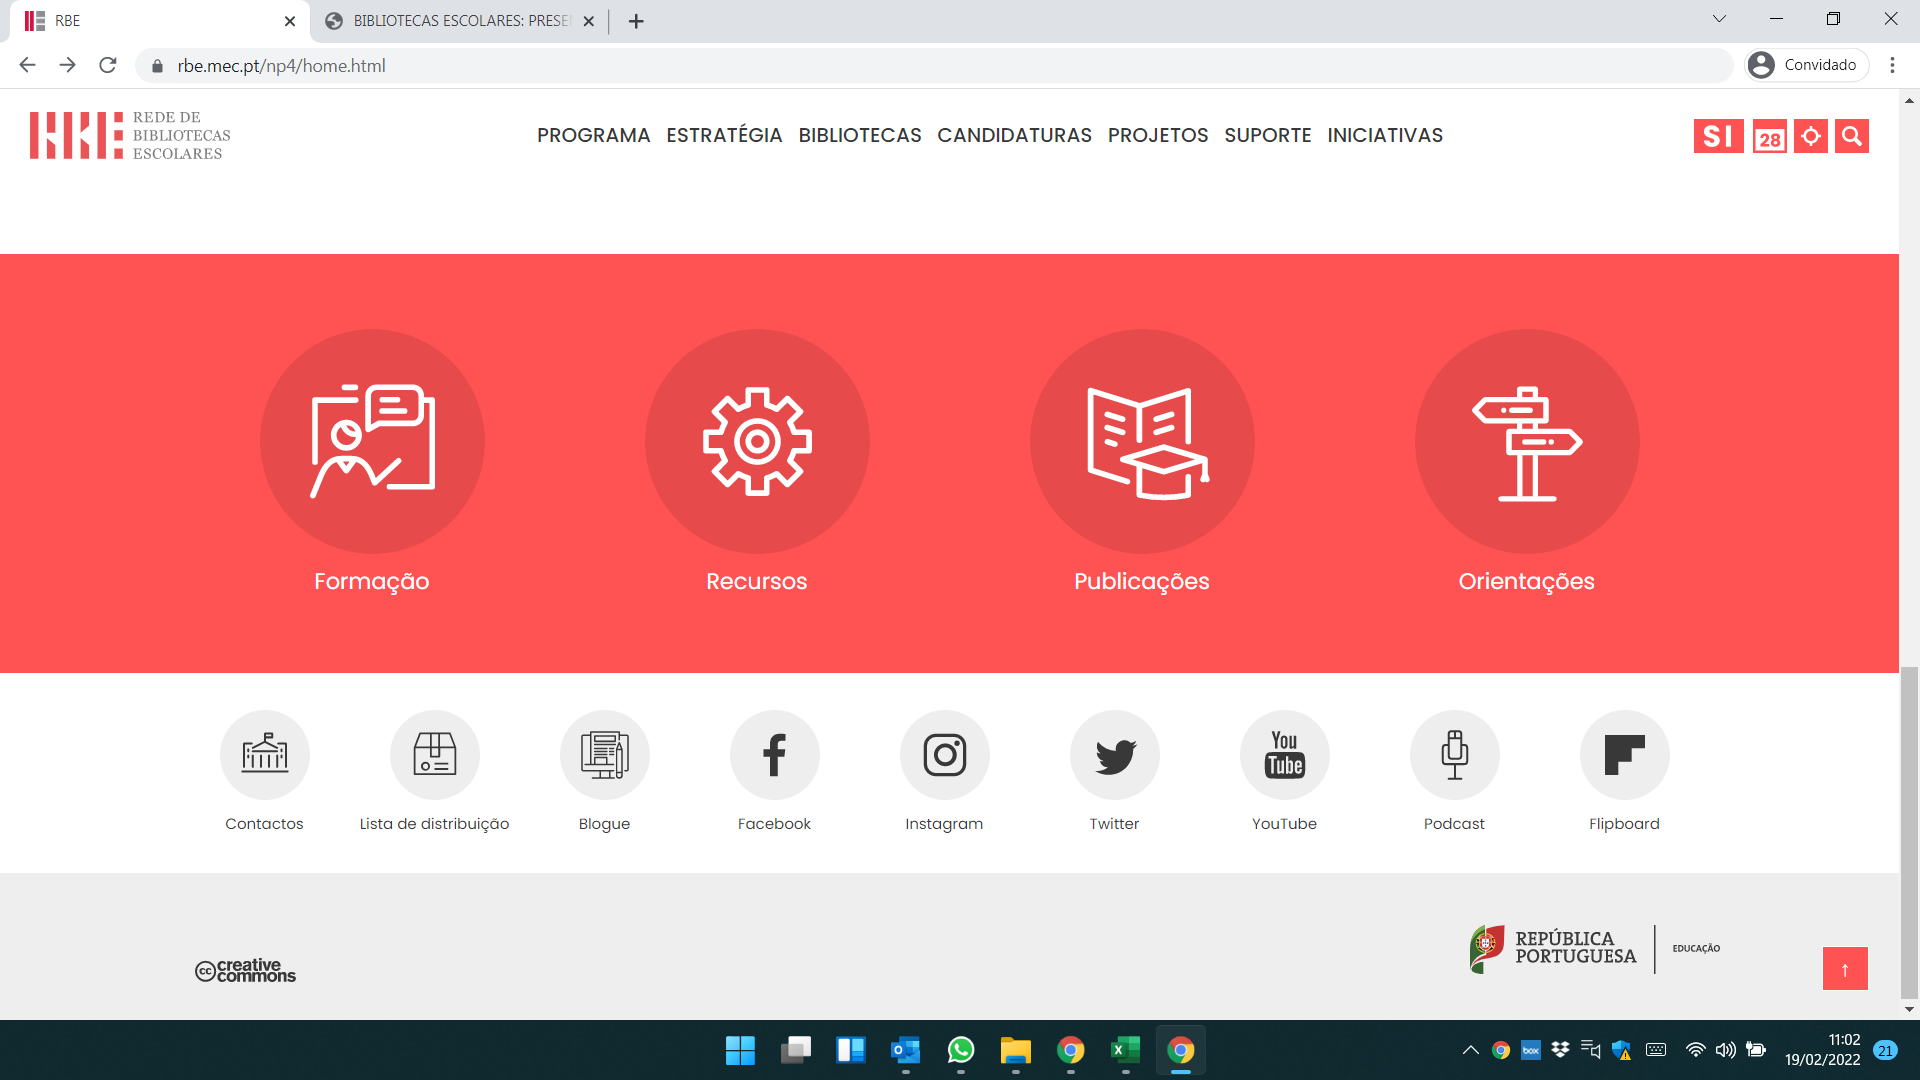 RBE
BIBLIOTECAS ESCOLARES: PRESE
rbe.mec.pt/np4/home.html
Convidado
REDE DE
BIBLIOTECAS
ESCOLARES
PROGRAMA ESTRATÉGIA BIBLIOTECAS CANDIDATURAS PROJETOS SUPORTE INICIATIVAS
SI 28
Formação Recursos Publicações Orientações
You
Tube
Contactos Lista de distribuição Blogue Facebook Instagram Twitter YouTube Podcast Flipboard
cc creative
commons
REPÚBLICA
PORTUGUESA
EDUCAÇÃO
↑
box
11:02
19/02/2022
21